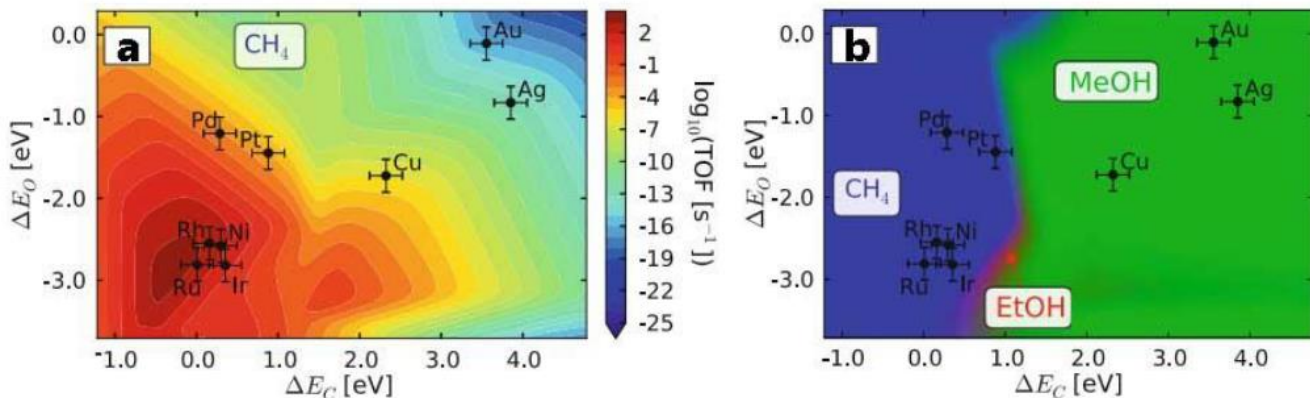 a
CH₄
Au
Ag
Pd
Pt
Cu
Rh
Ni
Ru
Ir
0.0
-1.0
-2.0
-3.0
ΔE_O [eV]
-1.0 0.0 1.0 2.0 3.0 4.0
ΔE_C [eV]
2
-1
-4
-7
-10
-13
-16
-19
-22
-25
log₁₀(TOF [s⁻¹])
b
MeOH
CH₄
EtOH
Au
Ag
Pd
Pt
Cu
Rh
Ni
Ru
Ir
0.0
-1.0
-2.0
-3.0
ΔE_O [eV]
-1.0 0.0 1.0 2.0 3.0 4.0
ΔE_C [eV]